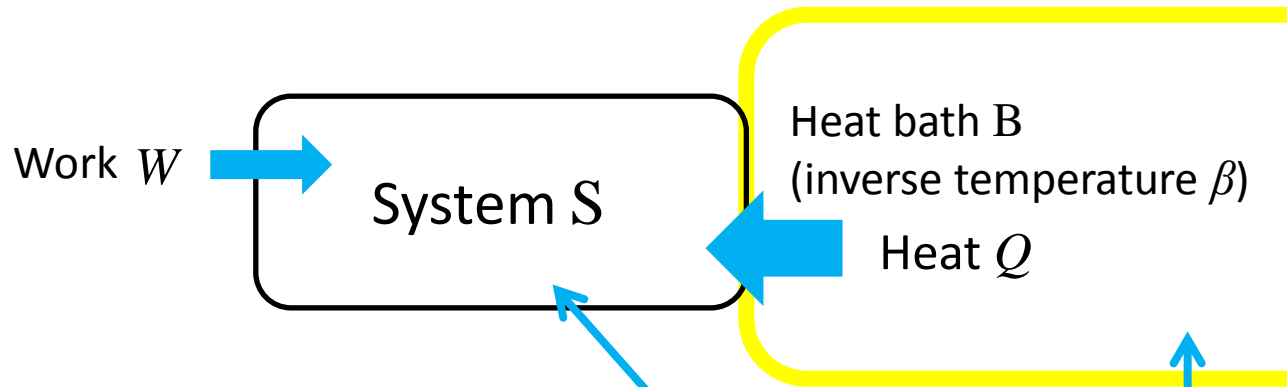 Work W
System S
Heat bath B
(inverse temperature β)
Heat Q